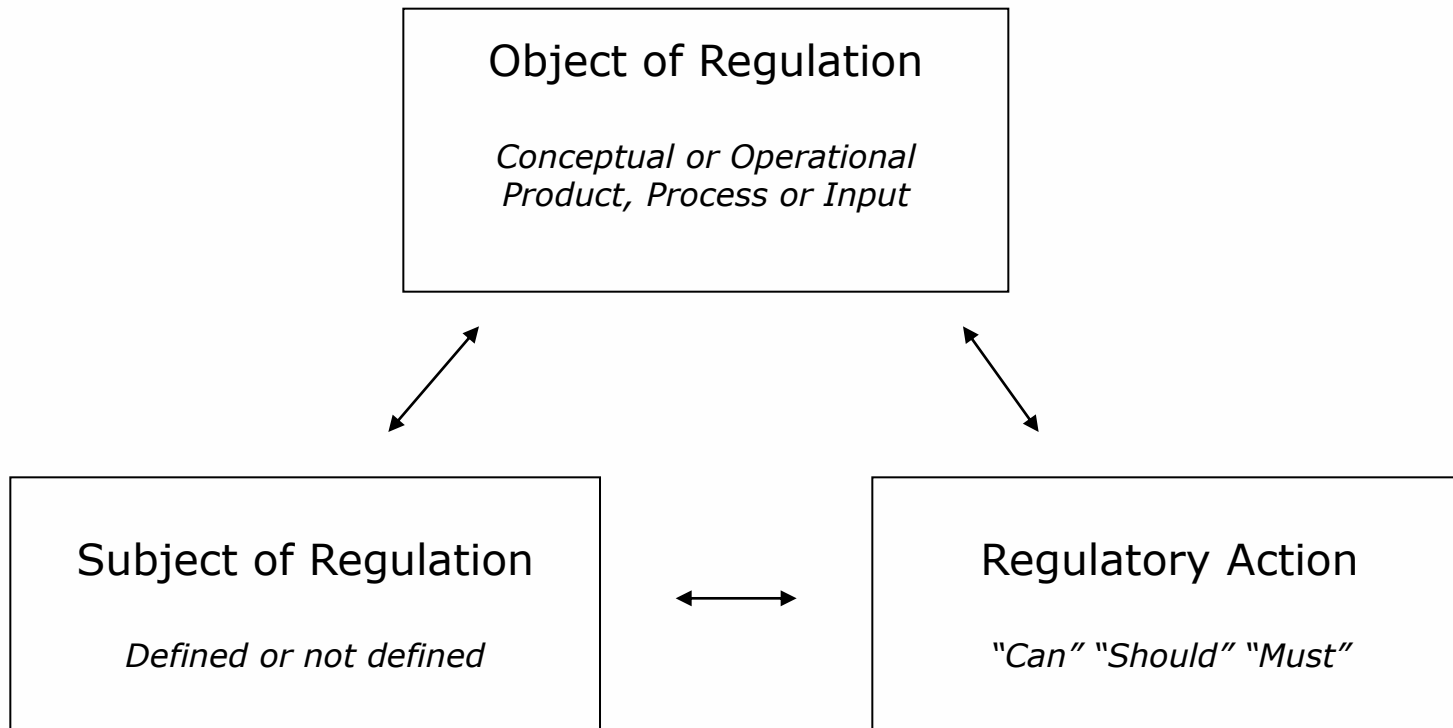 Object of Regulation
Conceptual or Operational
Product, Process or Input
Subject of Regulation
Defined or not defined
Regulatory Action
“Can” “Should” “Must”